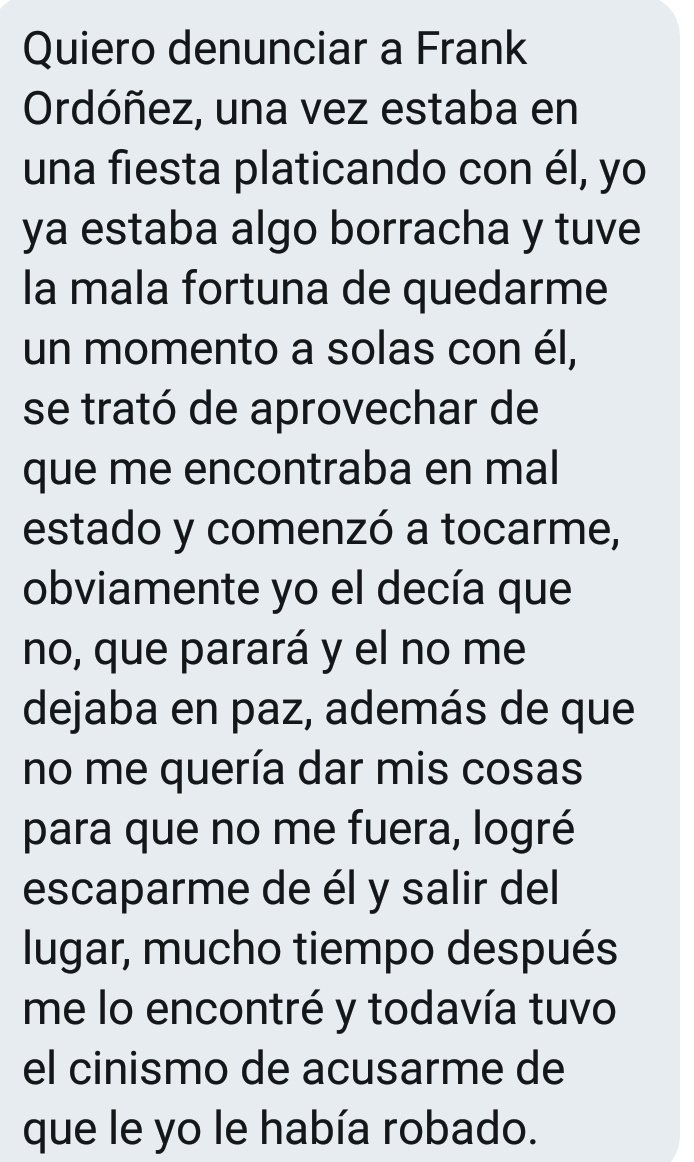 Quiero denunciar a Frank
Ordóñez, una vez estaba en
una fiesta platicando con él, yo
ya estaba algo borracha y tuve
la mala fortuna de quedarme
un momento a solas con él,
se trató de aprovechar de
que me encontraba en mal
estado y comenzó a tocarme,
obviamente yo el decía que
no, que parará y el no me
dejaba en paz, además de que
no me quería dar mis cosas
para que no me fuera, logré
escaparme de él y salir del
lugar, mucho tiempo después
me lo encontré y todavía tuvo
el cinismo de acusarme de
que le yo le había robado.